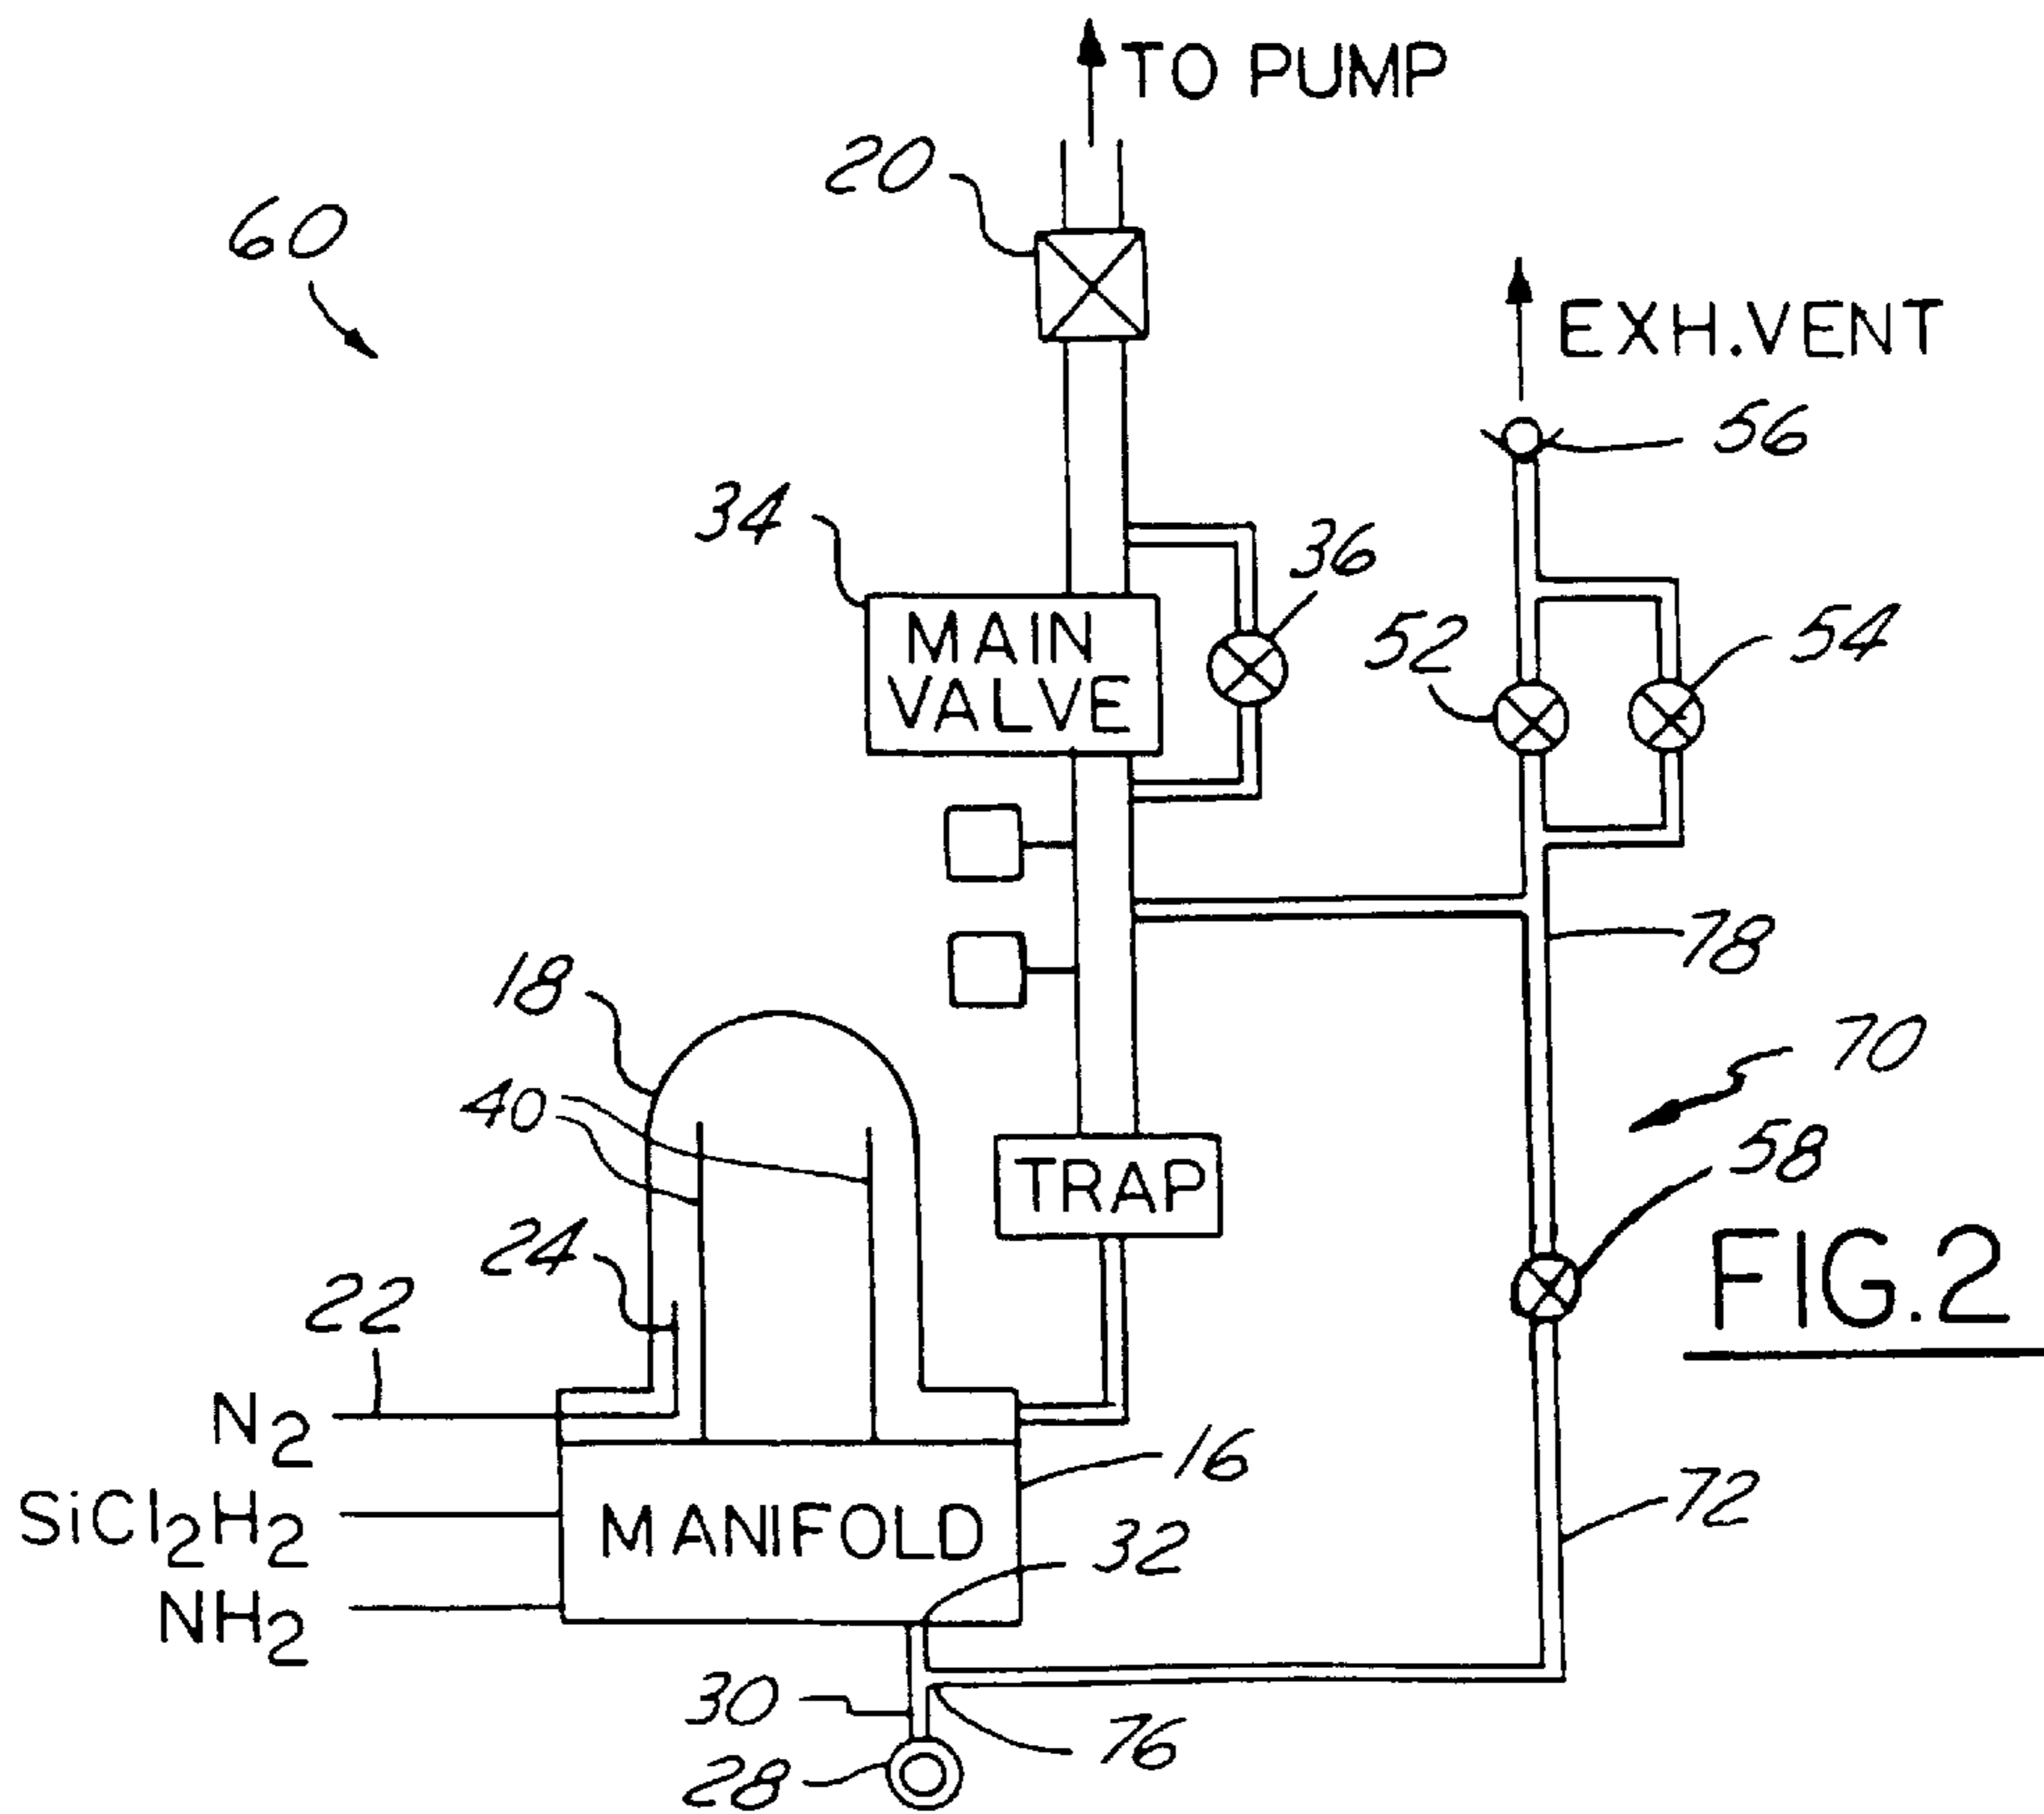 TO PUMP
20
60
EXH.VENT
56
34
36
MAIN
VALVE
52
54
78
18
70
40
TRAP
58
24
FIG.2
22
N2
16
SiCl2H2
MANIFOLD
32
72
NH2
30
76
28